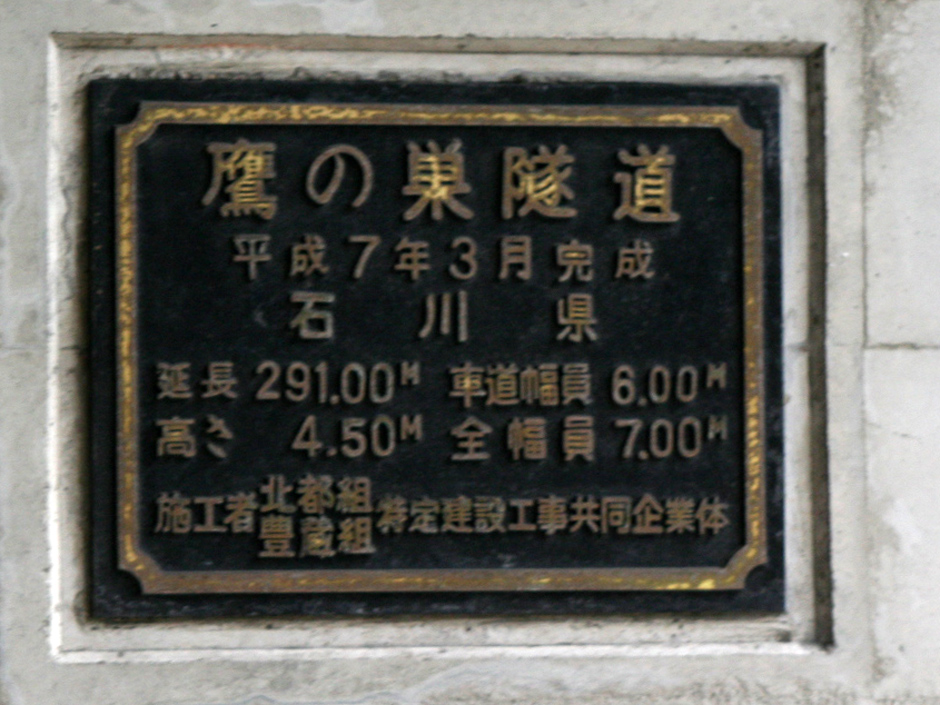 鷹の巣隧道
平成7年3月完成
石川県
延長 291.00M 車道幅員 6.00M
高さ 4.50M 全幅員 7.00M
施工者 北都組 特定建設工事共同企業体
豊蔵組